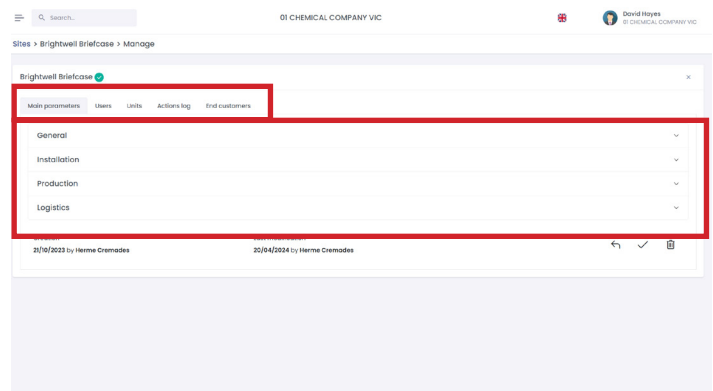 Search..
01 CHEMICAL COMPANY VIC
David Hayes
01 CHEMICAL COMPANY VIC
Sites > Brightwell Briefcase > Manage
Brightwell Briefcase
Main parameters Users Units Actions log End customers
General
Installation
Production
Logistics
21/10/2023 by Herme Cremades
20/04/2024 by Herme Cremades